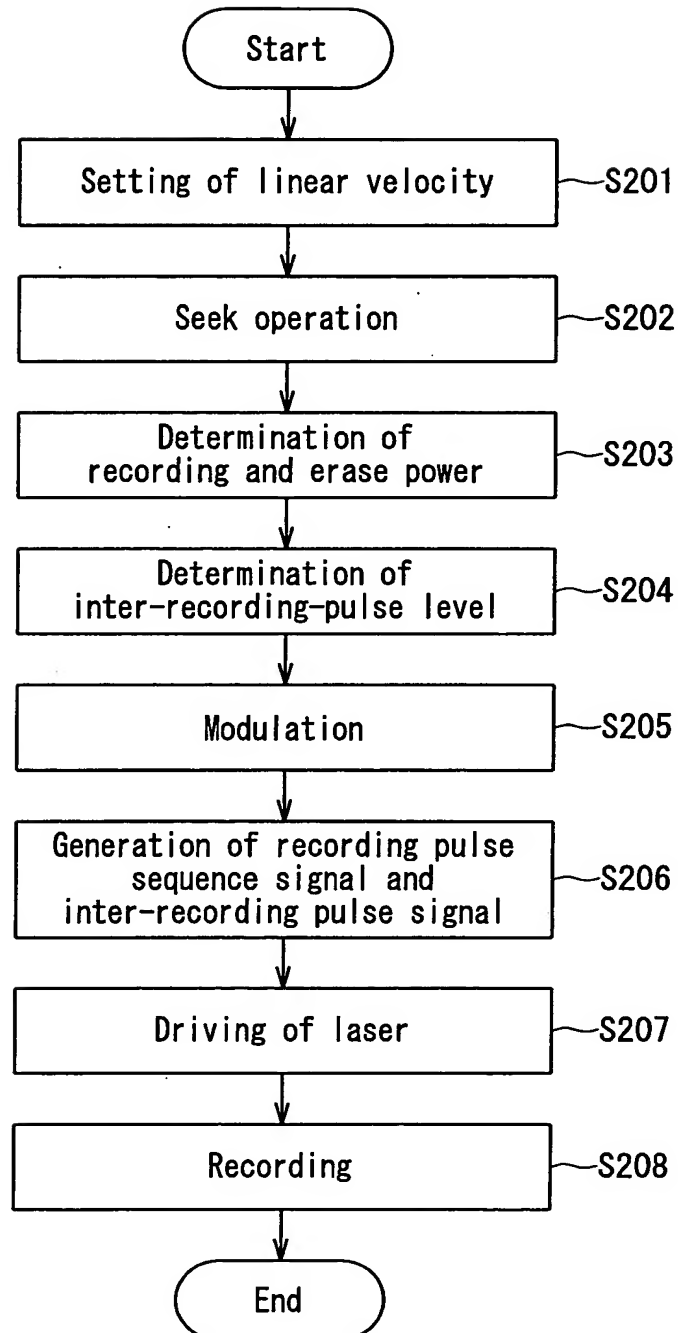 Start
Setting of linear velocity
S201
Seek operation
S202
Determination of
recording and erase power
S203
Determination of
inter-recording-pulse level
S204
Modulation
S205
Generation of recording pulse
sequence signal and
inter-recording pulse signal
S206
Driving of laser
S207
Recording
S208
End